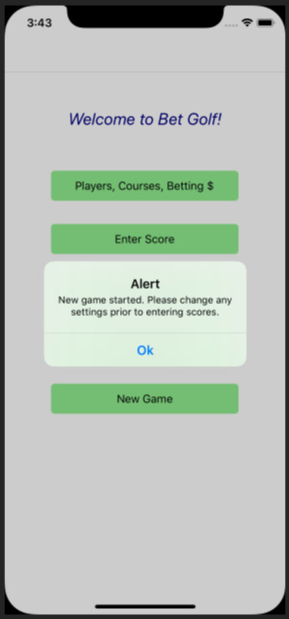 3:43
Welcome to Bet Golf!
Players, Courses, Betting $
Enter Score
Alert
New game started. Please change any
settings prior to entering scores.
Ok
New Game